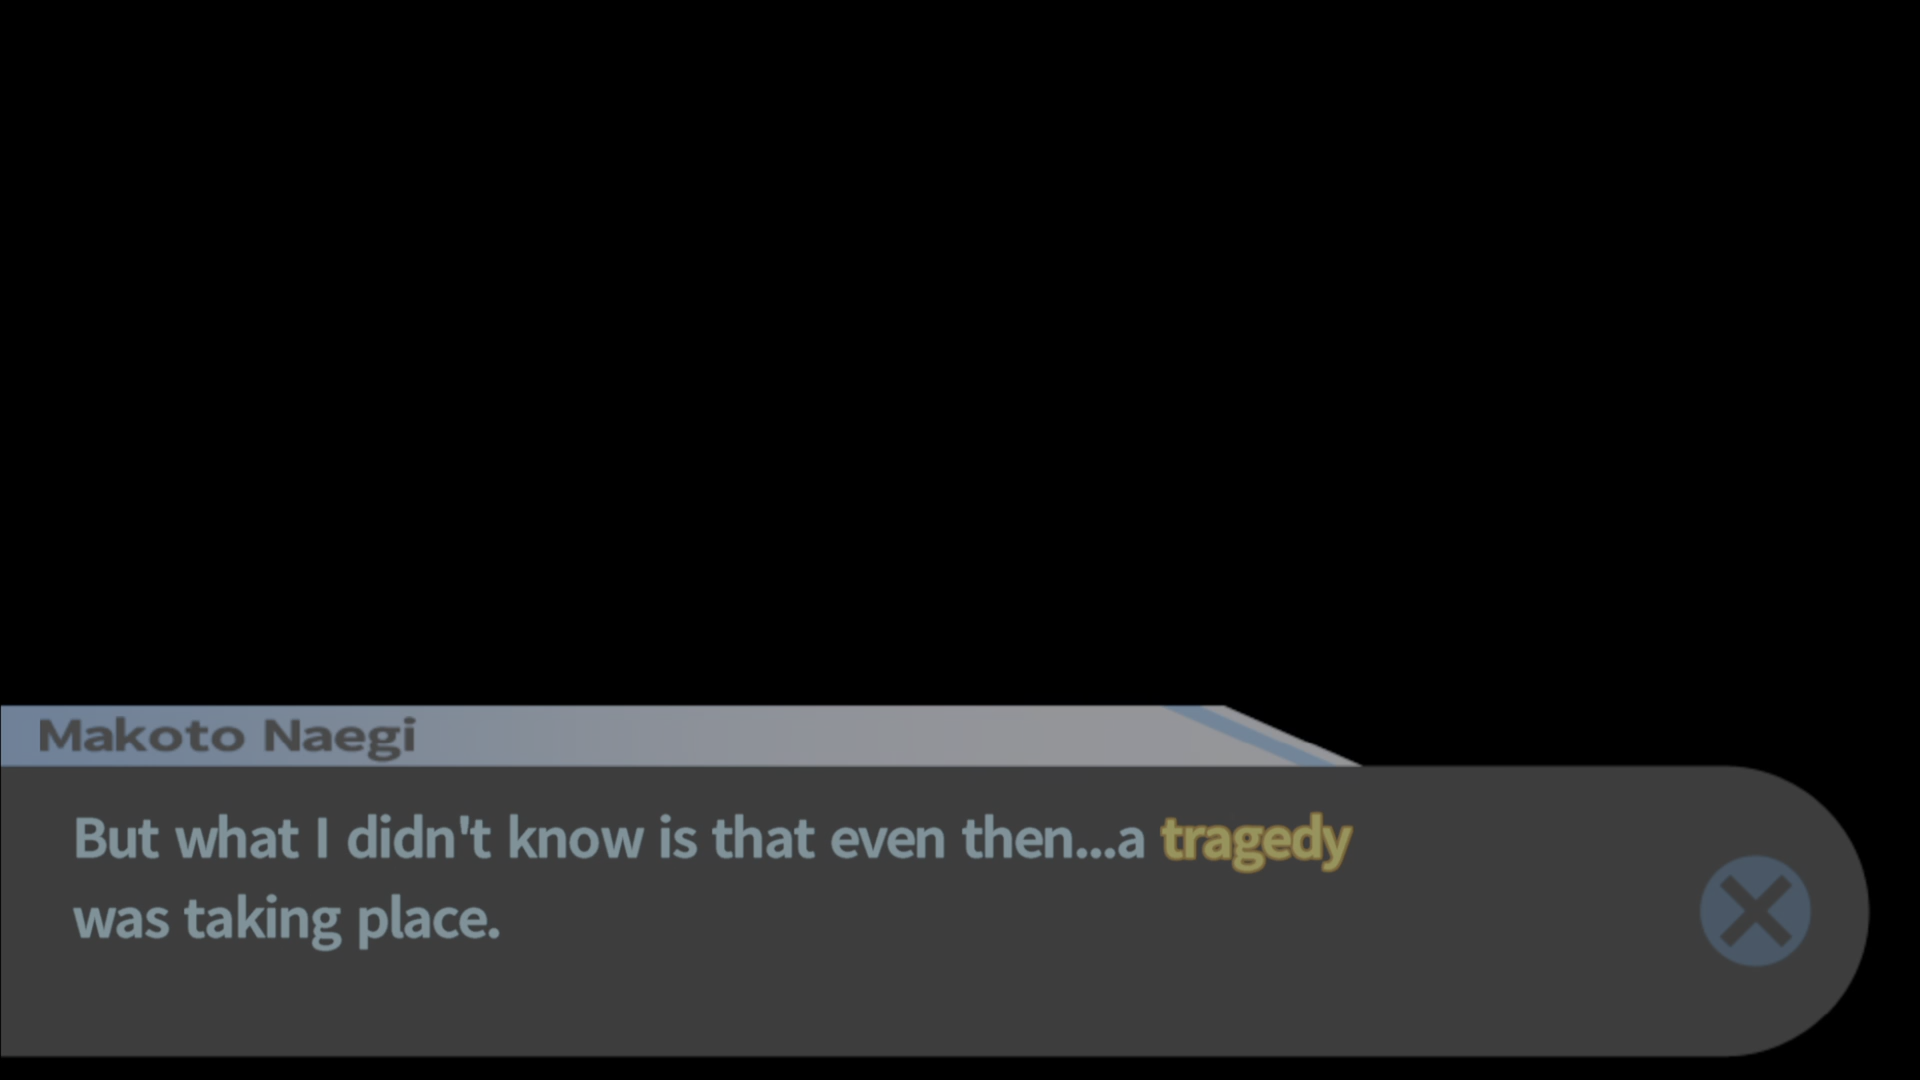 Makoto Naegi
But what I didn't know is that even then...a tragedy
was taking place.